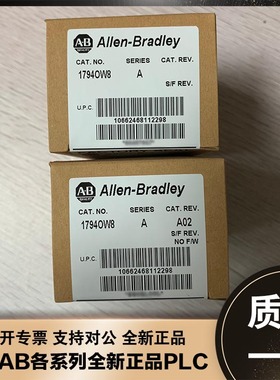 AB Allen-Bradley
CAT. NO. SERIES CAT. REV.
1794OW8 A
S/F REV.
U.P.C.
10662468112298
AB Allen-Bradley
CAT. NO. SERIES CAT. REV.
1794OW8 A A02
S/F REV.
NO F/W
U.P.C.
10662468112298
质
开专票 支持对公 全新正品
AB各系列全新正品PLC